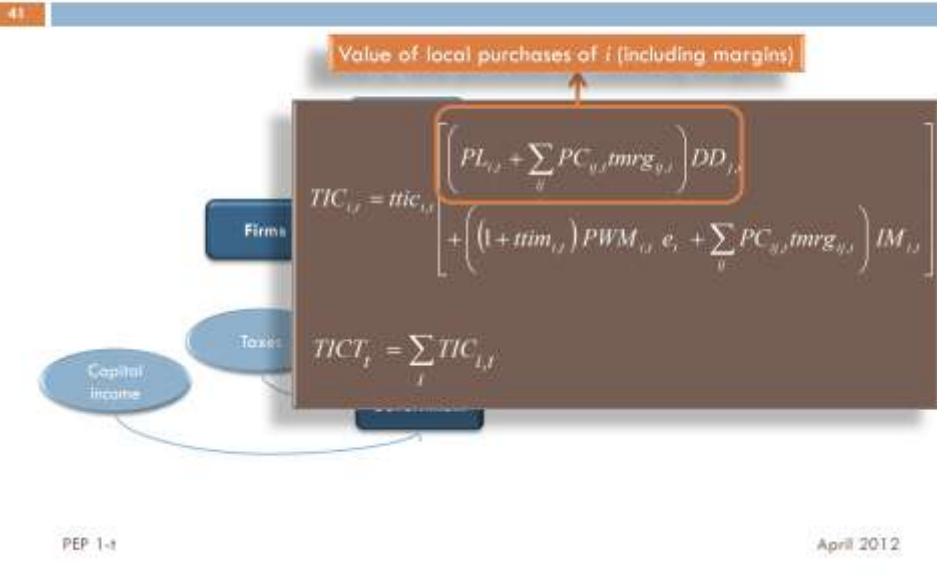 41
Value of local purchases of i (including margins)
TIC_{i,t} = ttic_{i,t} [ ( PL_{i,t} + ∑_{ij} PC_{ij,t} tmrg_{ij,t} ) DD_{i,t}
+ ( (1 + ttim_{i,t}) PWM_{i,t} e_t + ∑_{ij} PC_{ij,t} tmrg_{ij,t} ) IM_{i,t} ]
Firms
Taxes
TICT_t = ∑_i TIC_{i,t}
Capital
income
PEP 1-t
April 2012